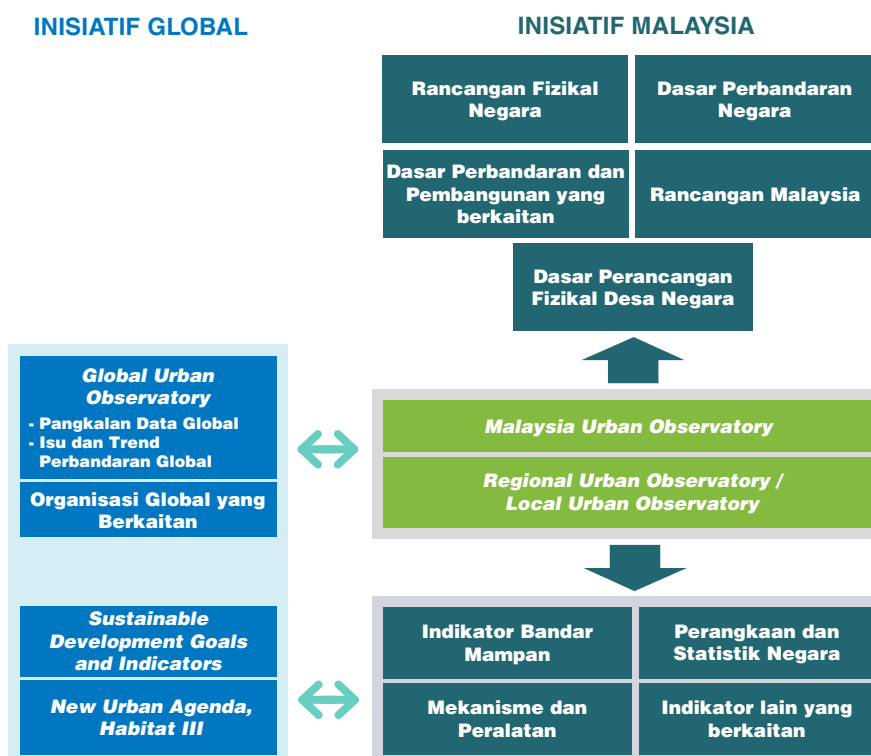 INISIATIF GLOBAL
INISIATIF MALAYSIA
Rancangan Fizikal
Negara
Dasar Perbandaran
Negara
Dasar Perbandaran dan
Pembangunan yang
berkaitan
Rancangan Malaysia
Dasar Perancangan
Fizikal Desa Negara
Global Urban
Observatory
- Pangkalan Data Global
- Isu dan Trend
Perbandaran Global
Organisasi Global yang
Berkaitan
Malaysia Urban Observatory
Regional Urban Observatory /
Local Urban Observatory
Sustainable
Development Goals
and Indicators
New Urban Agenda,
Habitat III
Indikator Bandar
Mampan
Perangkaan dan
Statistik Negara
Mekanisme dan
Peralatan
Indikator lain yang
berkaitan